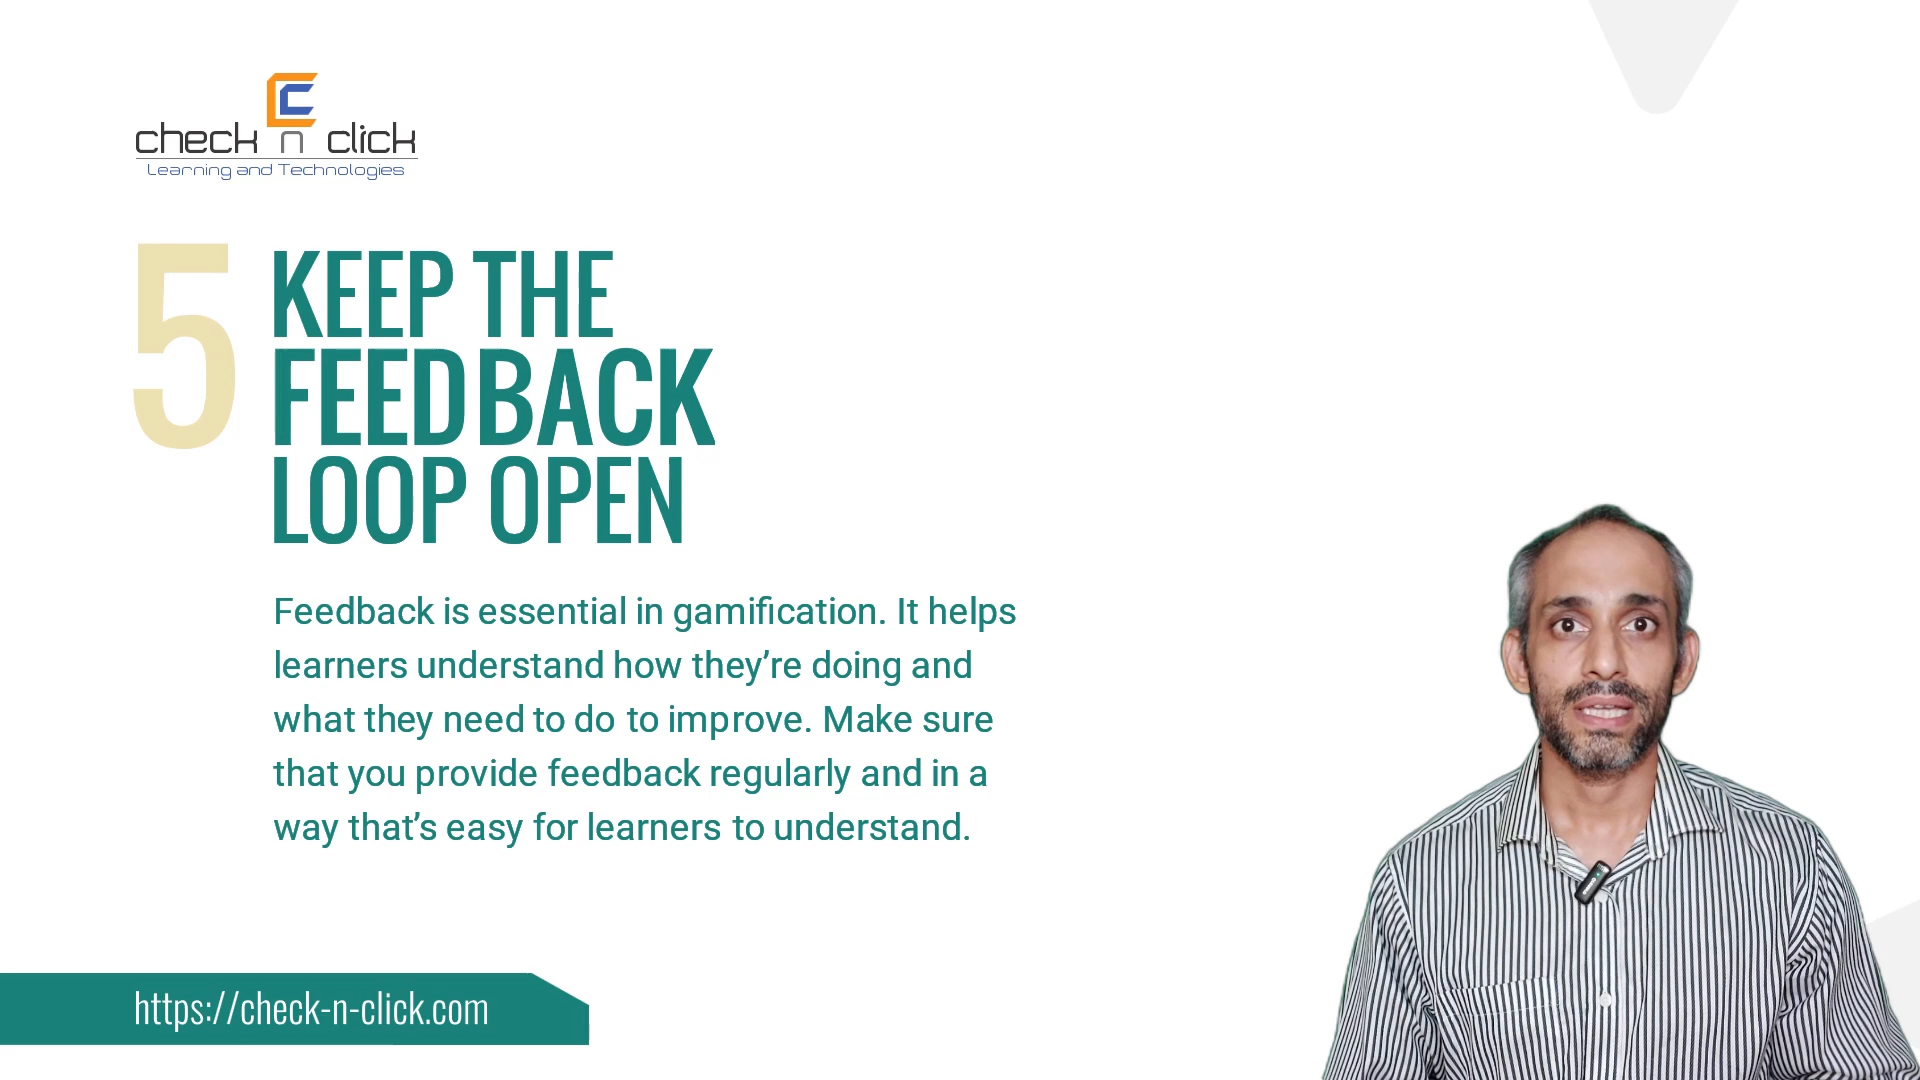 check n click
Learning and Technologies
5
KEEP THE
FEEDBACK
LOOP OPEN
Feedback is essential in gamification. It helps
learners understand how they’re doing and
what they need to do to improve. Make sure
that you provide feedback regularly and in a
way that’s easy for learners to understand.
https://check-n-click.com